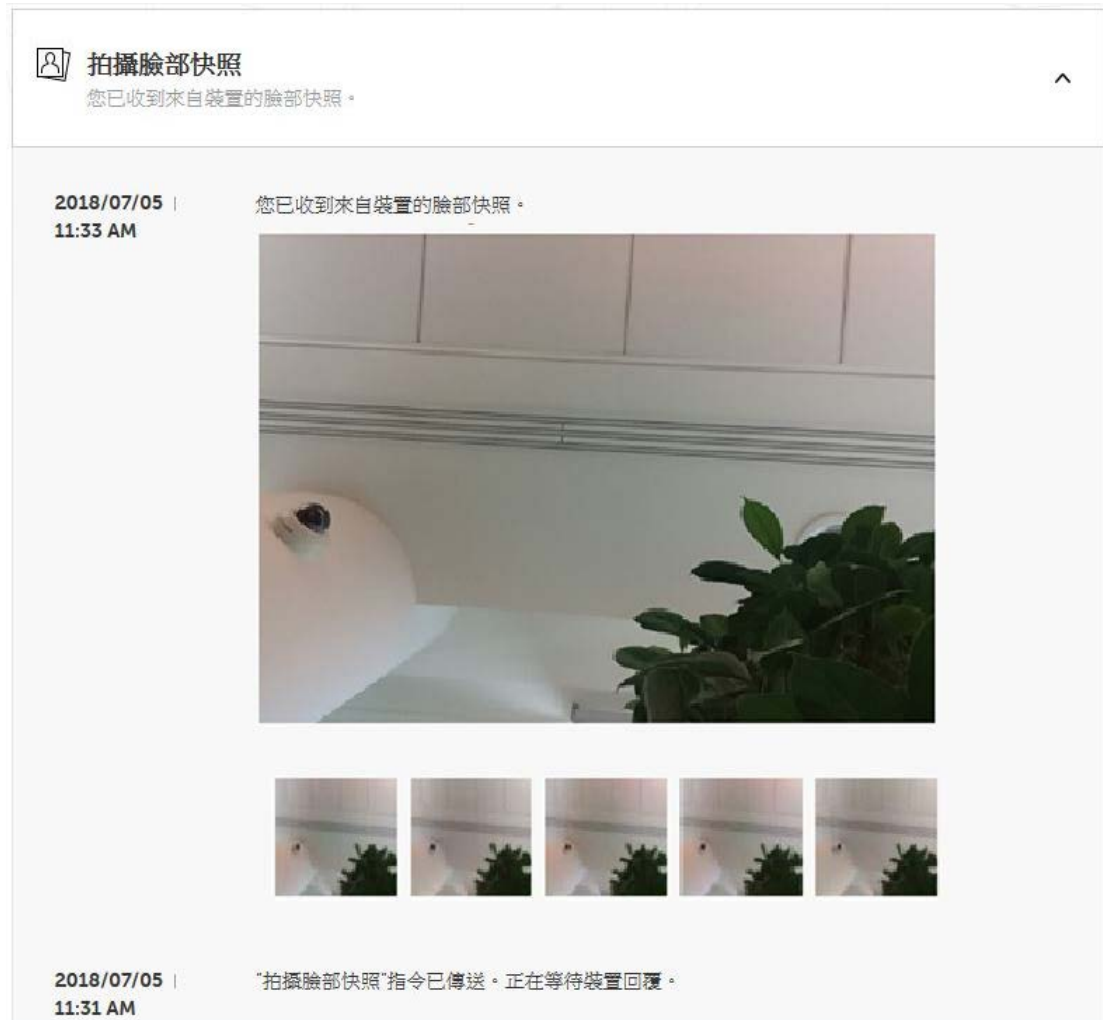 拍攝臉部快照
您已收到來自裝置的臉部快照。
2018/07/05 | 您已收到來自裝置的臉部快照。
11:33 AM
2018/07/05 | "拍攝臉部快照"指令已傳送。正在等待裝置回覆。
11:31 AM